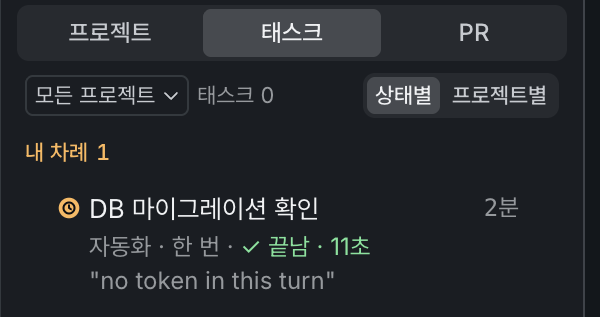 프로젝트 태스크 PR
모든 프로젝트 태스크 0 상태별 프로젝트별
내 차례 1
DB 마이그레이션 확인 2분
자동화 · 한 번 · ✓ 끝남 · 11초
"no token in this turn"